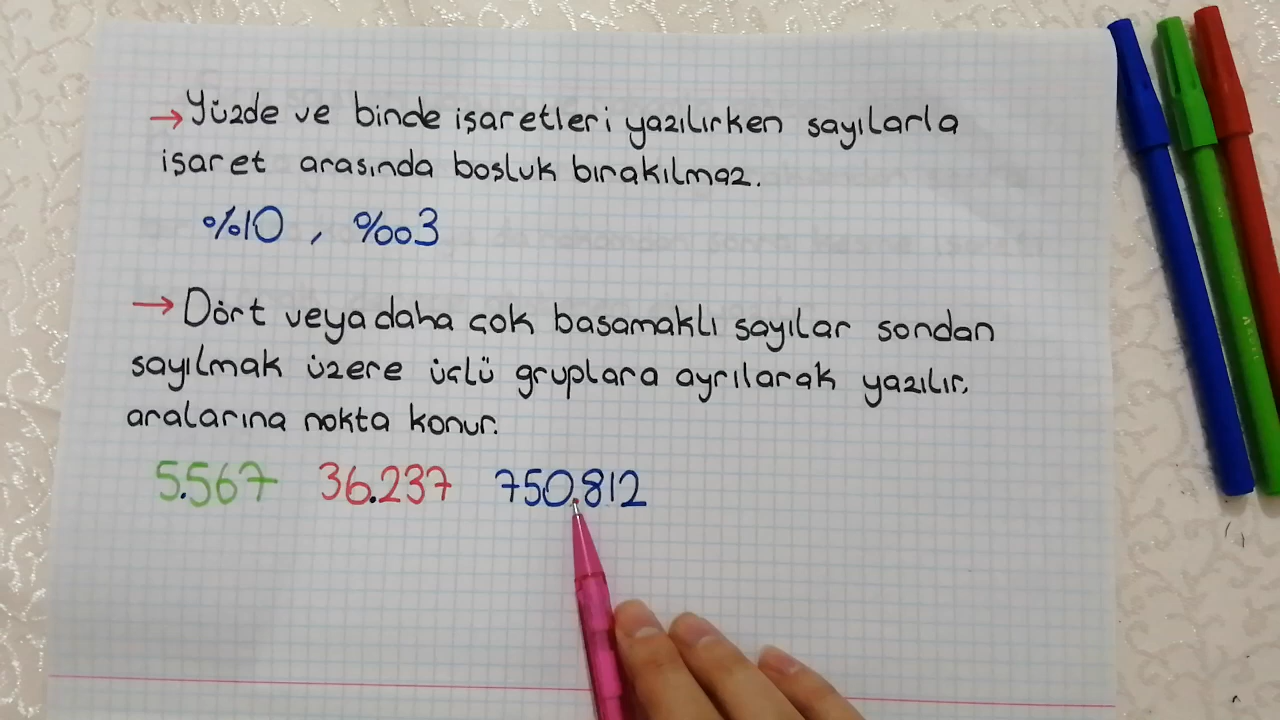 →Yüzde ve binde işaretleri yazılırken sayılarla
işaret arasında boşluk bırakılmaz.
%10 , ‰3
→Dört veya daha çok basamaklı sayılar sondan
sayılmak üzere üçlü gruplara ayrılarak yazılır,
aralarına nokta konur.
5.567 36.237 750.812